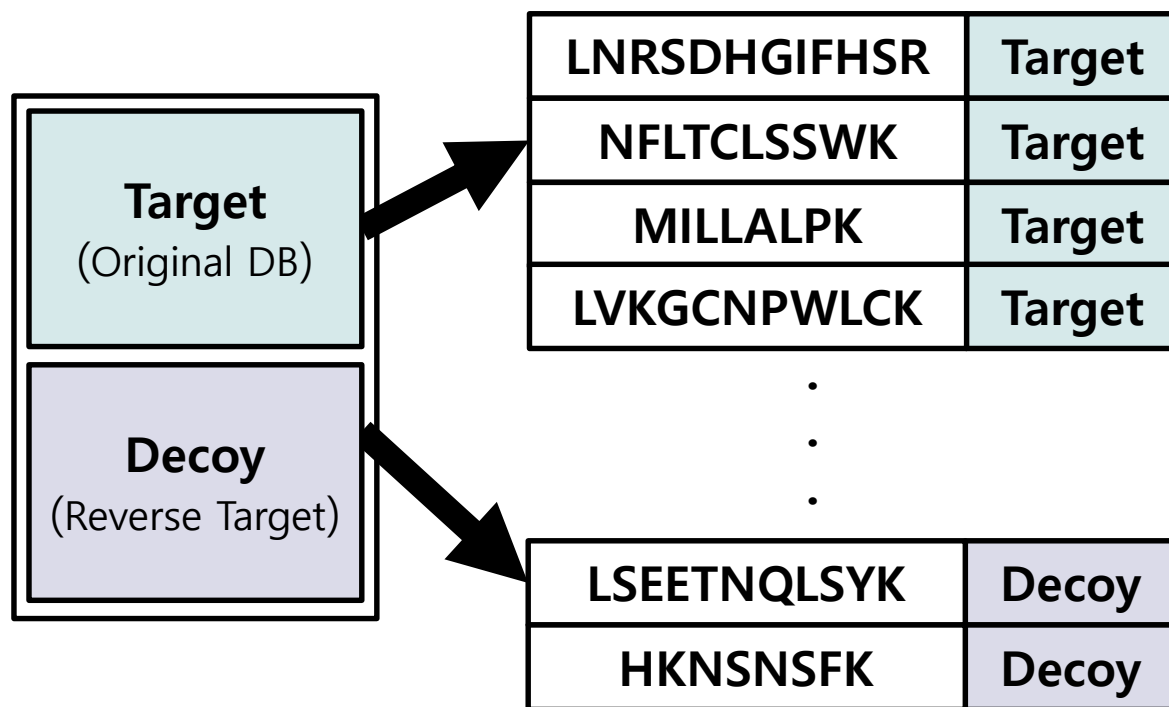 Target
(Original DB)
Decoy
(Reverse Target)
LNRSDHGIFHSR Target
NFLTCLSSWK Target
MILLALPK Target
LVKGCNPWLCK Target
.
.
.
LSEETNQLSYK Decoy
HKNSNSFK Decoy